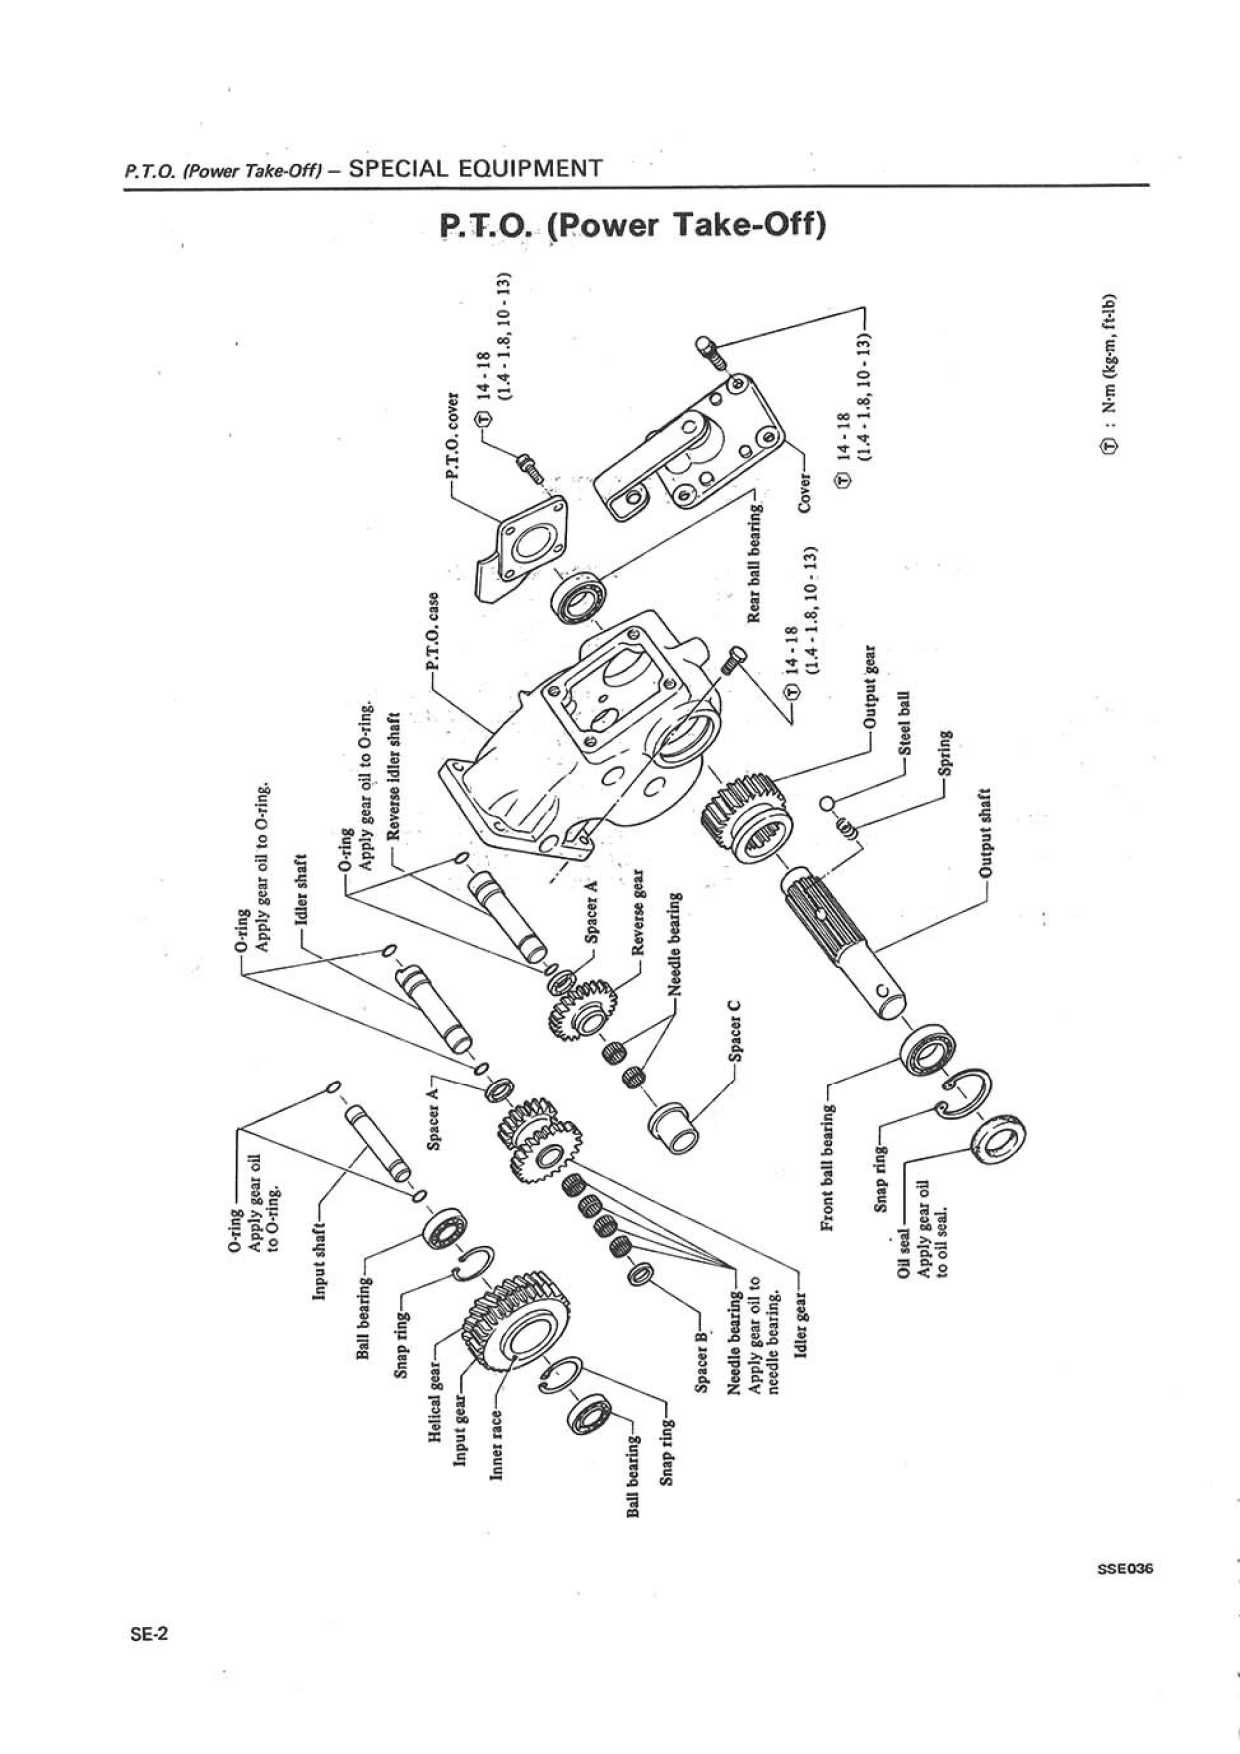 P.T.O. (Power Take-Off) — SPECIAL EQUIPMENT
P.T.O. (Power Take-Off)
O-ring
Apply gear oil
to O-ring.
Input shaft
Ball bearing
Snap ring
Helical gear
Input gear
Inner race
Ball bearing
Snap ring
O-ring
Apply gear oil to O-ring.
Idler shaft
Spacer A
Spacer B
Needle bearing
Apply gear oil to
needle bearing.
Idler gear
O-ring
Apply gear oil to O-ring.
Reverse idler shaft
Spacer A
Reverse gear
Needle bearing
Spacer C
P.T.O. case
P.T.O. cover
Ⓣ 14 - 18
(1.4 - 1.8, 10 - 13)
Rear ball bearing
Cover
Ⓣ 14 - 18
(1.4 - 1.8, 10 - 13)
Ⓣ 14 - 18
(1.4 - 1.8, 10 - 13)
Output gear
Steel ball
Spring
Output shaft
Front ball bearing
Snap ring
Oil seal
Apply gear oil
to oil seal.
Ⓣ : N·m (kg-m, ft-lb)
SSE036
SE-2